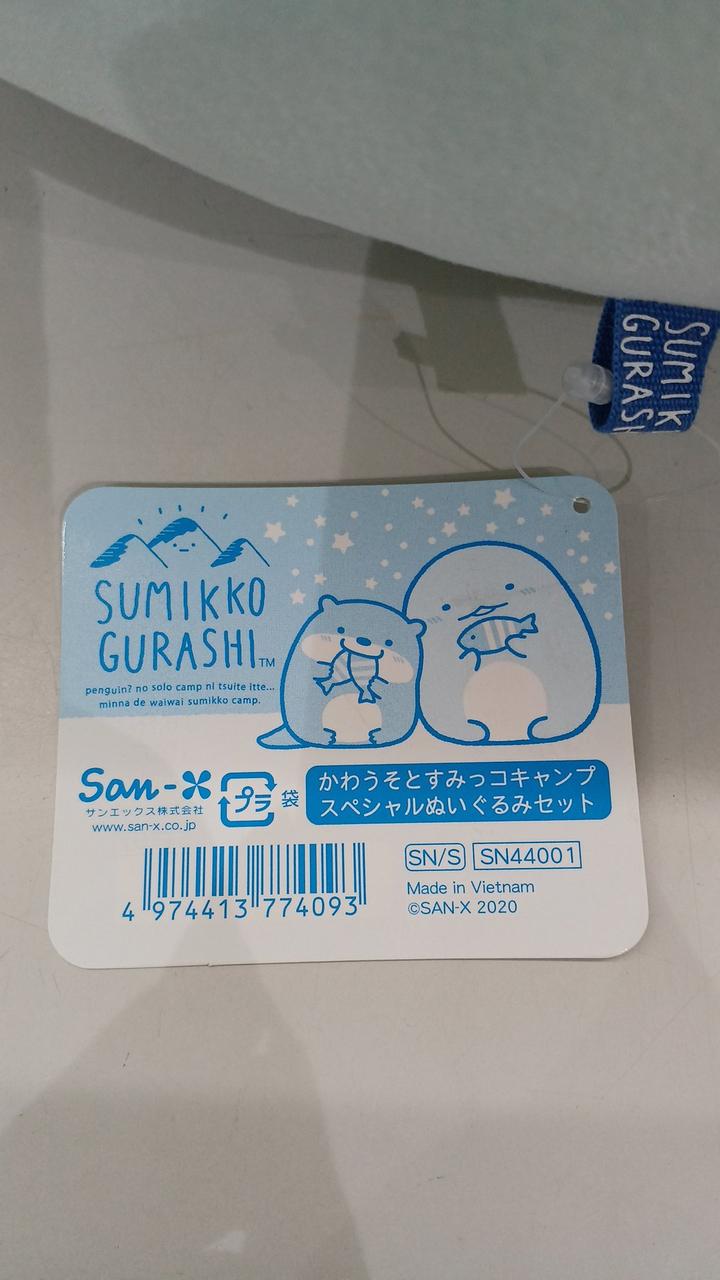 SUMIK
GURASH
SUMIKKO
GURASHI™
penguin? no solo camp ni tsuite itte...
minna de waiwai sumikko camp.
San-X
サンエックス株式会社
www.san-x.co.jp
プラ
袋
かわうそとすみっコキャンプ
スペシャルぬいぐるみセット
4 974413 774093
SN/S SN44001
Made in Vietnam
©SAN-X 2020